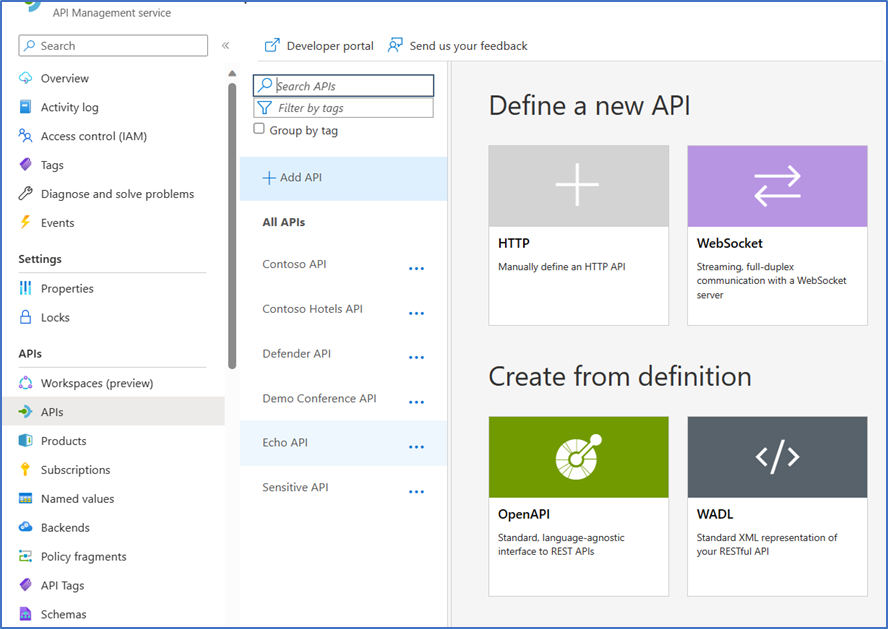 API Management service
Search
Overview
Activity log
Access control (IAM)
Tags
Diagnose and solve problems
Events
Settings
Properties
Locks
APIs
Workspaces (preview)
APIs
Products
Subscriptions
Named values
Backends
Policy fragments
API Tags
Schemas
Developer portal
Send us your feedback
Search APIs
Filter by tags
Group by tag
Add API
All APIs
Contoso API
Contoso Hotels API
Defender API
Demo Conference API
Echo API
Sensitive API
Define a new API
HTTP
Manually define an HTTP API
WebSocket
Streaming, full-duplex
communication with a WebSocket
server
Create from definition
OpenAPI
Standard, language-agnostic
interface to REST APIs
WADL
Standard XML representation of
your RESTful API